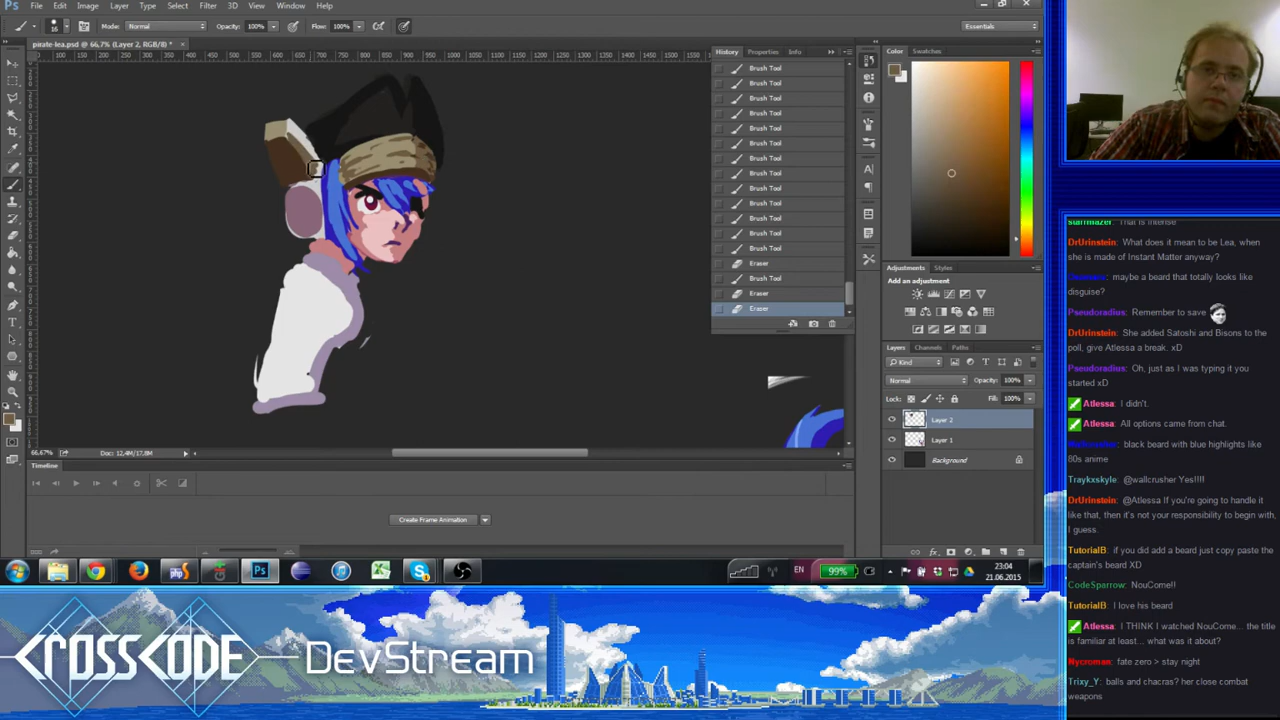 Ps File Edit Image Layer Type Select Filter 3D View Window Help
16 Mode: Normal Opacity: 100% Flow: 100% Essentials
pirate-lea.psd @ 66,7% (Layer 2, RGB/8) *
History Properties Info
Brush Tool
Brush Tool
Brush Tool
Brush Tool
Brush Tool
Brush Tool
Brush Tool
Brush Tool
Brush Tool
Brush Tool
Brush Tool
Brush Tool
Brush Tool
Eraser
Brush Tool
Eraser
Eraser
Color Swatches
Adjustments Styles
Add an adjustment
Layers Channels Paths
Kind
Normal Opacity: 100%
Lock: Fill: 100%
Layer 2
Layer 1
Background
66,67% Doc: 12,4M/17,8M
Timeline
Create Frame Animation
EN 99% 23:04
21.06.2015
CROSSCODE DevStream
That is intense
DrUrinstein: What does it mean to be Lea, when
she is made of Instant Matter anyway?
maybe a beard that totally looks like
disguise?
Pseudoradius: Remember to save
DrUrinstein: She added Satoshi and Bisons to the
poll, give Atlessa a break. xD
Pseudoradius: Oh, just as I was typing it you
started xD
Atlessa: I didn't.
Atlessa: All options came from chat.
black beard with blue highlights like
80s anime
Traykxskyle: @wallcrusher Yes!!!!
DrUrinstein: @Atlessa If you're going to handle it
like that, then it's not your responsibility to begin with,
I guess.
TutorialB: if you did add a beard just copy paste the
captain's beard XD
CodeSparrow: NouCome!!
TutorialB: I love his beard
Atlessa: I THINK I watched NouCome... the title
is familiar at least... what was it about?
Nycroman: fate zero > stay night
Trixy_Y: balls and chacras? her close combat
weapons